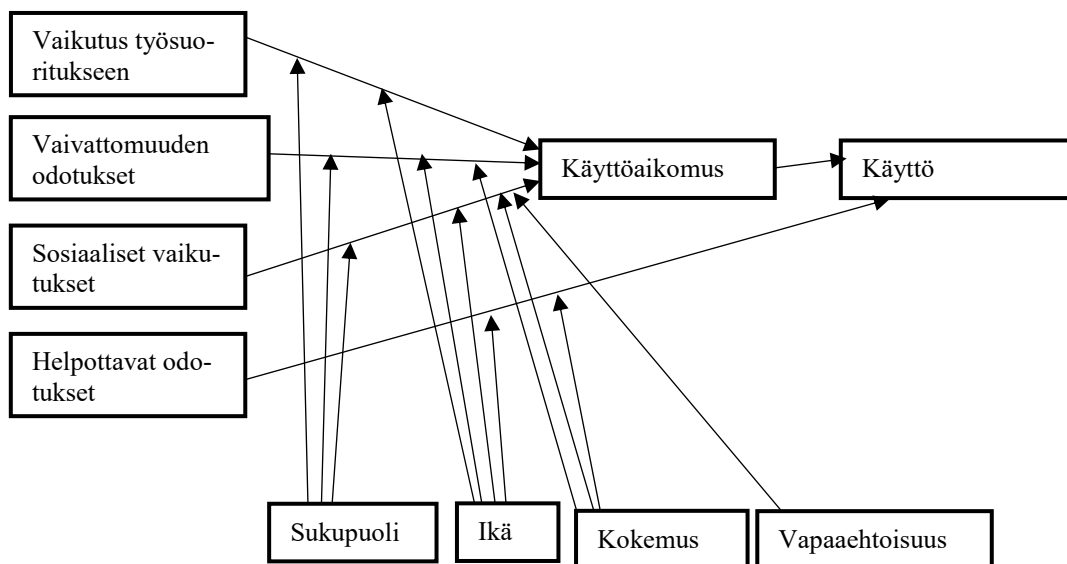 Vaikutus työsuo-
ritukseen
Vaivattomuuden
odotukset
Käyttöaikomus
Käyttö
Sosiaaliset vaiku-
tukset
Helpottavat odo-
tukset
Sukupuoli
Ikä
Kokemus
Vapaaehtoisuus